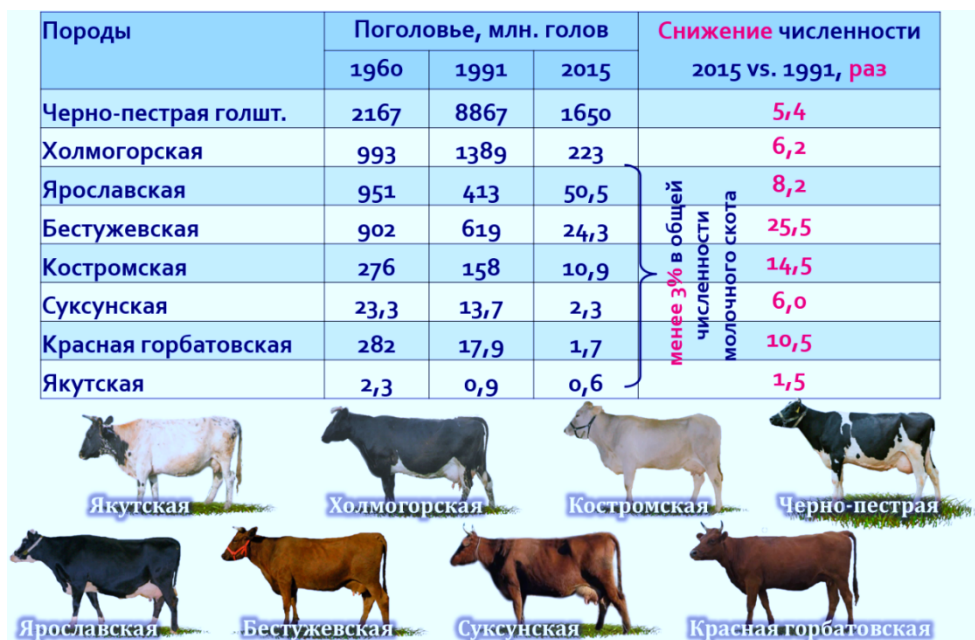 Породы Поголовье, млн. голов Снижение численности
1960 1991 2015 2015 vs. 1991, раз
Черно-пестрая голшт. 2167 8867 1650 5,4
Холмогорская 993 1389 223 6,2
Ярославская 951 413 50,5 8,2
Бестужевская 902 619 24,3 25,5
Костромская 276 158 10,9 14,5
Суксунская 23,3 13,7 2,3 6,0
Красная горбатовская 282 17,9 1,7 10,5
Якутская 2,3 0,9 0,6 1,5
менее 3% в общей
численности
молочного скота
Якутская Холмогорская Костромская Черно-пестрая
Ярославская Бестужевская Суксунская Красная горбатовская